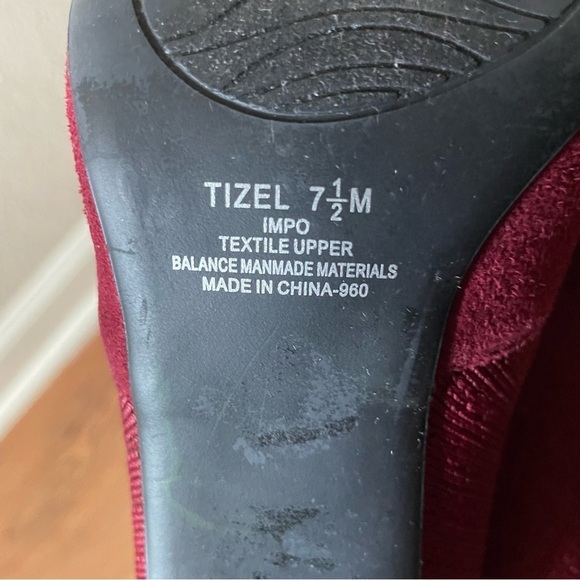 TIZEL 7½M
IMPO
TEXTILE UPPER
BALANCE MANMADE MATERIALS
MADE IN CHINA-960